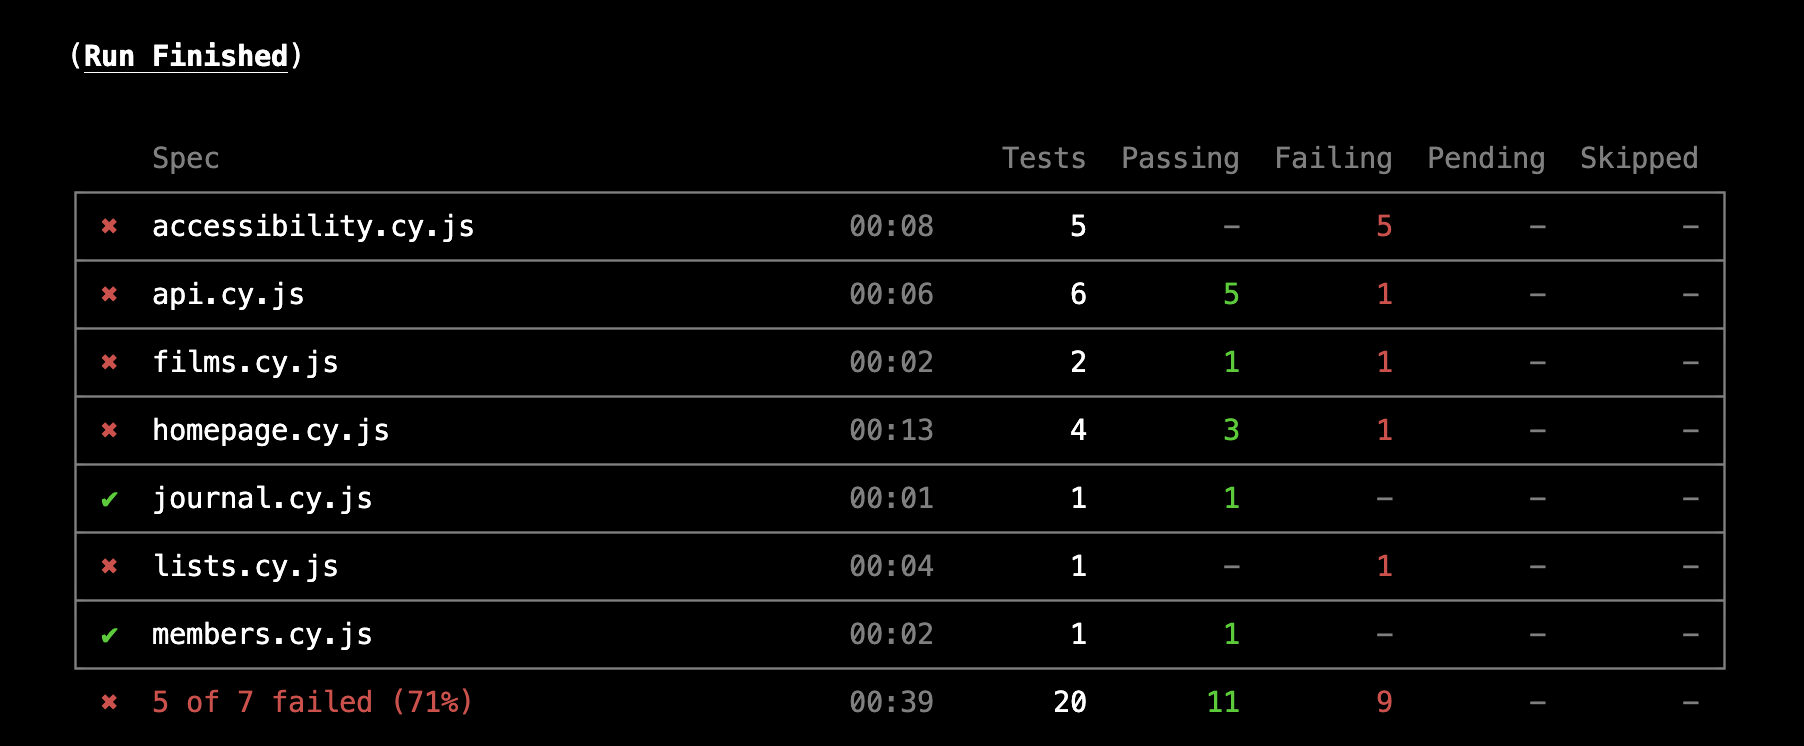 (Run Finished)
Spec Tests Passing Failing Pending Skipped
✖ accessibility.cy.js 00:08 5 - 5 - -
✖ api.cy.js 00:06 6 5 1 - -
✖ films.cy.js 00:02 2 1 1 - -
✖ homepage.cy.js 00:13 4 3 1 - -
✔ journal.cy.js 00:01 1 1 - - -
✖ lists.cy.js 00:04 1 - 1 - -
✔ members.cy.js 00:02 1 1 - - -
✖ 5 of 7 failed (71%) 00:39 20 11 9 - -